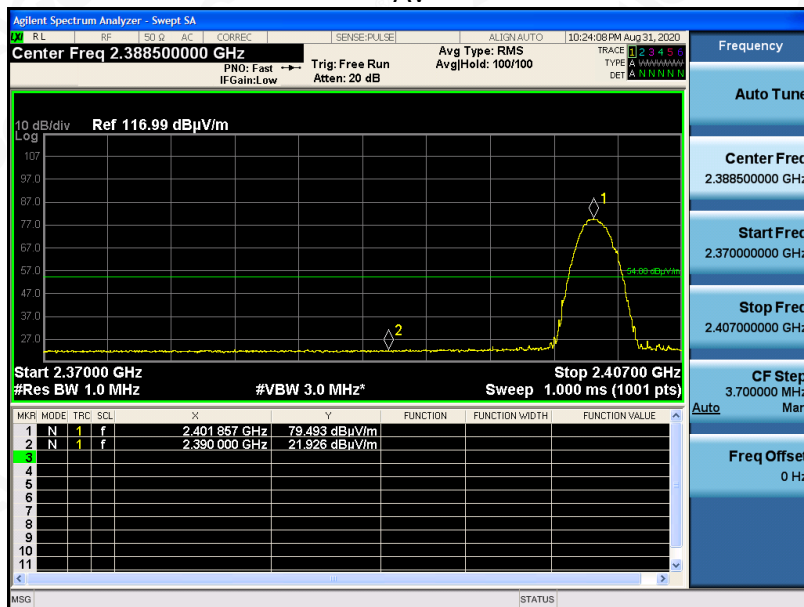 Agilent Spectrum Analyzer - Swept SA
LXI RL RF 50 Ω AC CORREC SENSE:PULSE ALIGNAUTO 10:24:08 PM Aug 31, 2020
Center Freq 2.388500000 GHz
PNO: Fast
IFGain:Low
Trig: Free Run
Atten: 20 dB
Avg Type: RMS
Avg|Hold: 100/100
TRACE 1 2 3 4 5 6
TYPE A WWWWW
DET A N N N N N
10 dB/div Ref 116.99 dBµV/m
Log
107
97.0
87.0
77.0
67.0
57.0
47.0
37.0
27.0
1
54.00 dBµV/m
2
Start 2.37000 GHz Stop 2.40700 GHz
#Res BW 1.0 MHz #VBW 3.0 MHz* Sweep 1.000 ms (1001 pts)
MKR MODE TRC SCL X Y FUNCTION FUNCTION WIDTH FUNCTION VALUE
1 N 1 f 2.401 857 GHz 79.493 dBµV/m
2 N 1 f 2.390 000 GHz 21.926 dBµV/m
3
4
5
6
7
8
9
10
11
MSG STATUS
Frequency
Auto Tune
Center Freq
2.388500000 GHz
Start Freq
2.370000000 GHz
Stop Freq
2.407000000 GHz
CF Step
3.700000 MHz
Auto Man
Freq Offset
0 Hz